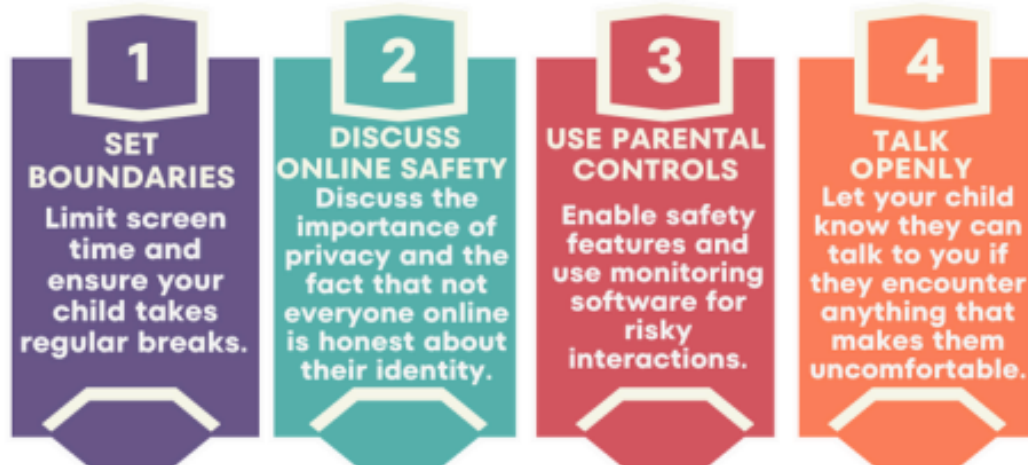 1
SET
BOUNDARIES
Limit screen
time and
ensure your
child takes
regular breaks.
2
DISCUSS
ONLINE SAFETY
Discuss the
importance of
privacy and the
fact that not
everyone online
is honest about
their identity.
3
USE PARENTAL
CONTROLS
Enable safety
features and
use monitoring
software for
risky
interactions.
4
TALK
OPENLY
Let your child
know they can
talk to you if
they encounter
anything that
makes them
uncomfortable.